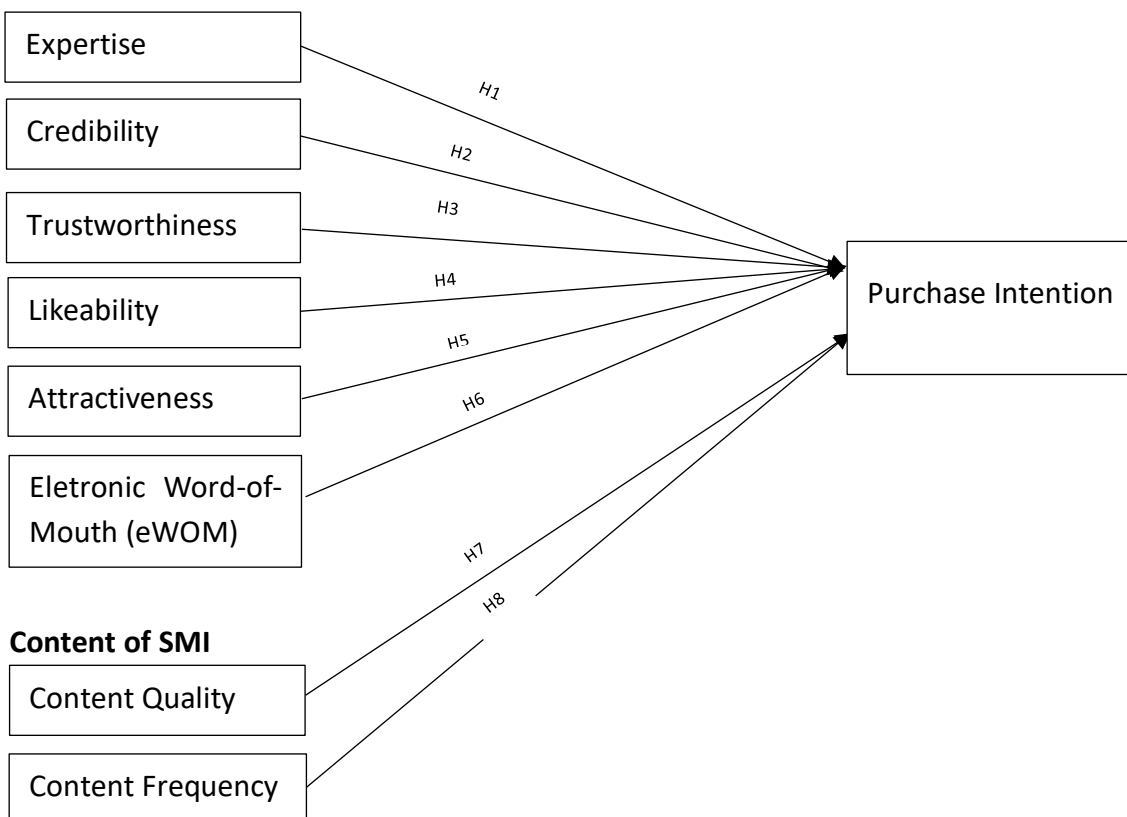 Expertise
H1
Credibility
H2
Trustworthiness
H3
Likeability
H4
Attractiveness
H5
Eletronic Word-of-
Mouth (eWOM)
H6
Purchase Intention
Content of SMI
Content Quality
H7
Content Frequency
H8